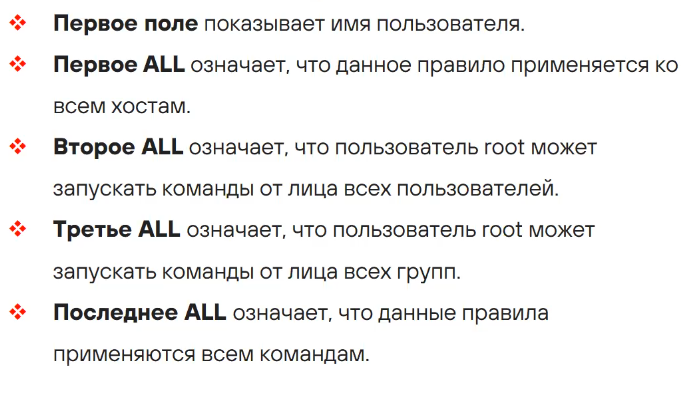 Первое поле показывает имя пользователя.
Первое ALL означает, что данное правило применяется ко
всем хостам.
Второе ALL означает, что пользователь root может
запускать команды от лица всех пользователей.
Третье ALL означает, что пользователь root может
запускать команды от лица всех групп.
Последнее ALL означает, что данные правила
применяются всем командам.